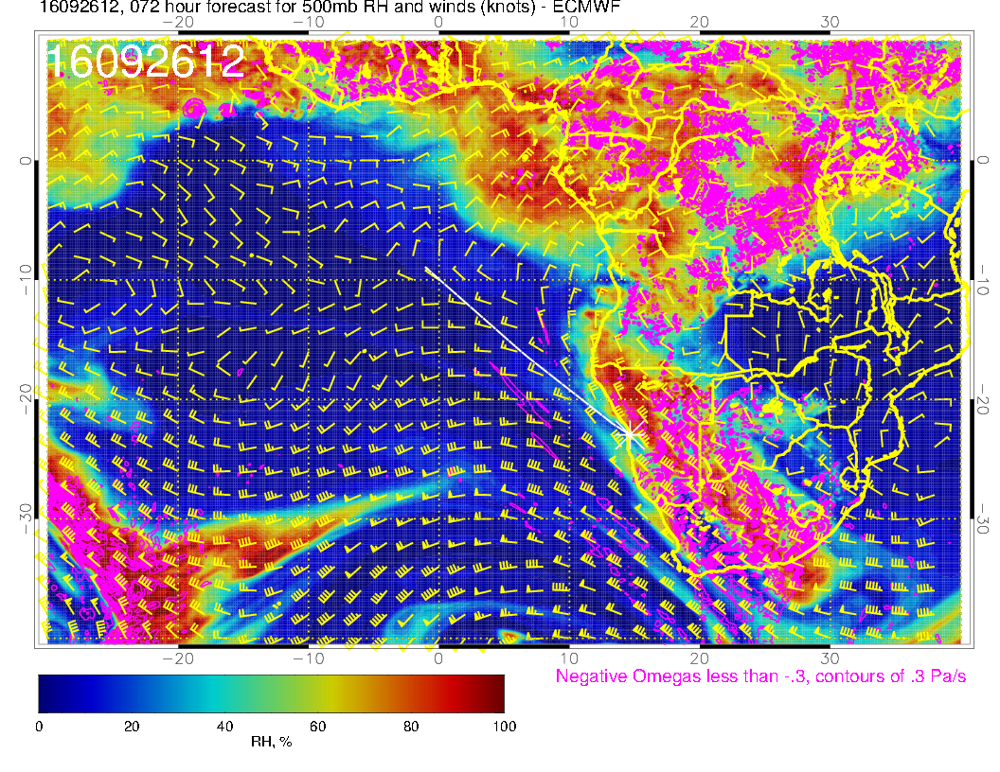 16092612, 072 hour forecast for 500mb RH and winds (knots) - ECMWF
-20 -10 0 10 20 30
16092612
0 0
-10 -10
-20 -20
-30 -30
-20 -10 0 10 20 30
Negative Omegas less than -.3, contours of .3 Pa/s
0 20 40 60 80 100
RH, %